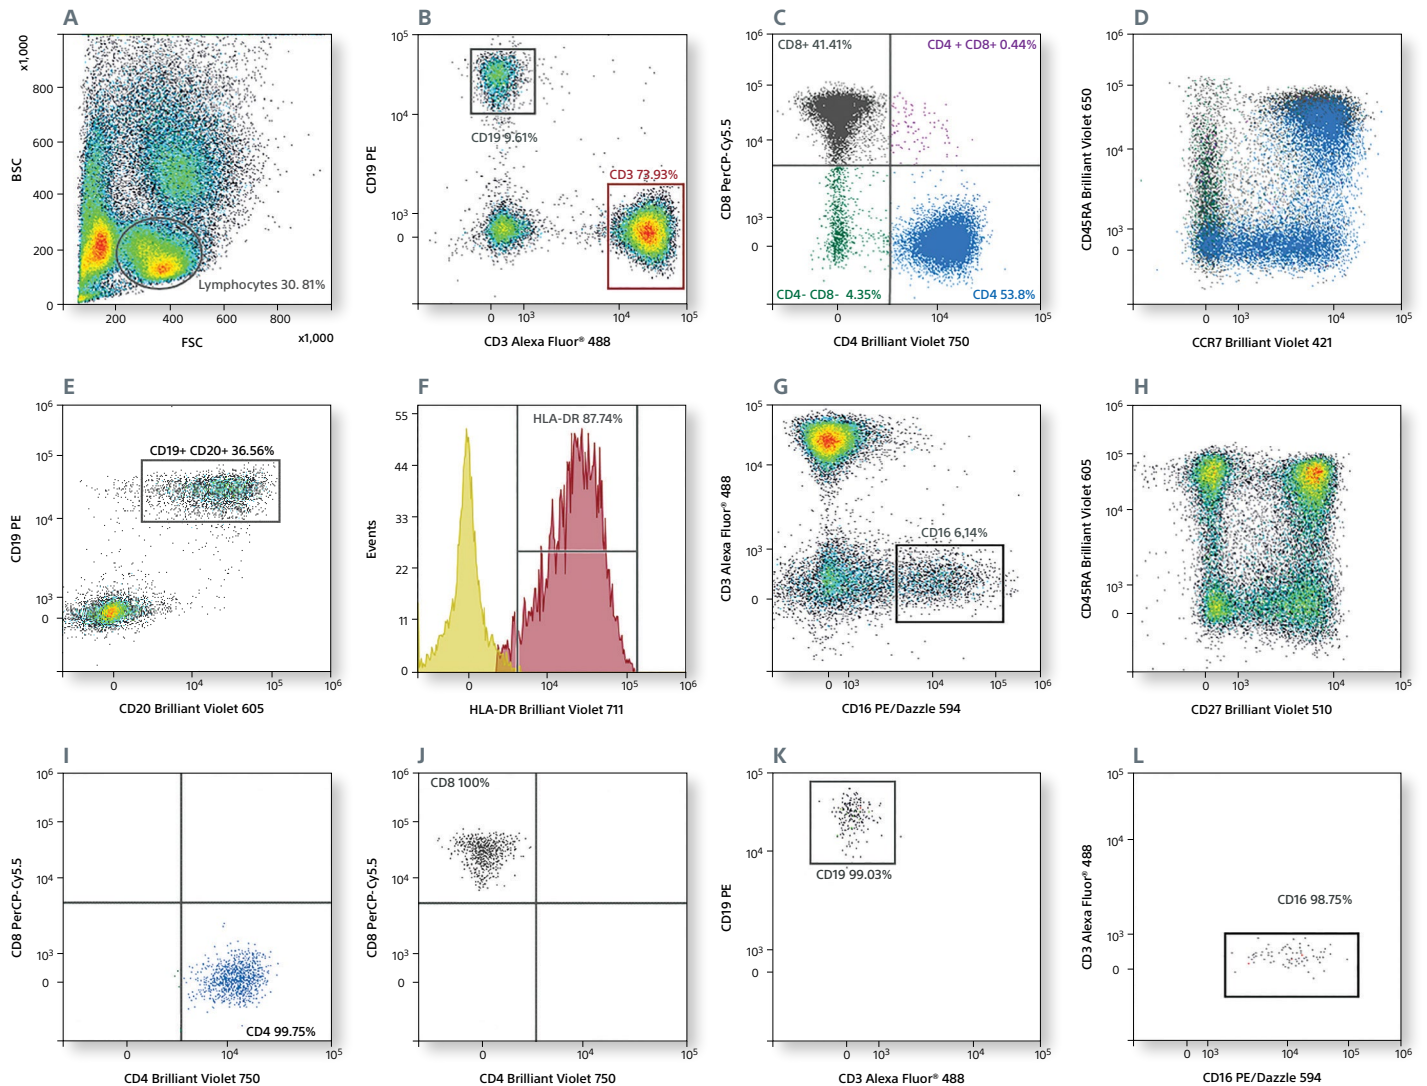 A
x1,000
BSC
800
600
400
200
0
Lymphocytes 30. 81%
200 400 600 800
FSC
x1,000
B
CD19 PE
10⁵
10⁴
10³
0
CD19 9.61%
CD3 73.93%
0 10³ 10⁴ 10⁵
CD3 Alexa Fluor® 488
C
CD8 PerCP-Cy5.5
10⁶
10⁵
10⁴
10³
0
CD8+ 41.41%
CD4 + CD8+ 0.44%
CD4- CD8- 4.35%
CD4 53.8%
0 10⁴ 10⁵
CD4 Brilliant Violet 750
D
CD45RA Brilliant Violet 650
10⁶
10⁵
10⁴
10³
0
0 10³ 10⁴ 10⁵
CCR7 Brilliant Violet 421
E
CD19 PE
10⁶
10⁵
10⁴
10³
0
CD19+ CD20+ 36.56%
0 10⁴ 10⁵ 10⁶
CD20 Brilliant Violet 605
F
Events
55
44
33
22
11
0
HLA-DR 87.74%
0 10⁴ 10⁵ 10⁶
HLA-DR Brilliant Violet 711
G
CD3 Alexa Fluor® 488
10⁵
10⁴
10³
0
CD16 6,14%
0 10³ 10⁴ 10⁵ 10⁶
CD16 PE/Dazzle 594
H
CD45RA Brilliant Violet 605
10⁶
10⁵
10⁴
10³
0
0 10³ 10⁴ 10⁵
CD27 Brilliant Violet 510
I
CD8 PerCP-Cy5.5
10⁶
10⁵
10⁴
10³
0
CD4 99.75%
0 10⁴ 10⁵
CD4 Brilliant Violet 750
J
CD8 PerCP-Cy5.5
10⁶
10⁵
10⁴
10³
0
CD8 100%
0 10⁴ 10⁵
CD4 Brilliant Violet 750
K
CD19 PE
10⁵
10⁴
10³
0
CD19 99.03%
0 10³ 10⁴ 10⁵
CD3 Alexa Fluor® 488
L
CD3 Alexa Fluor® 488
10⁵
10⁴
10³
0
CD16 98.75%
0 10³ 10⁴ 10⁵ 10⁶
CD16 PE/Dazzle 594